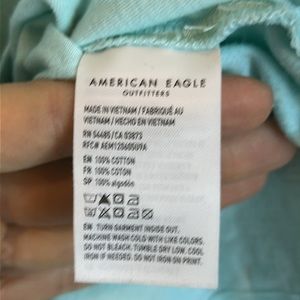 AMERICAN EAGLE
OUTFITTERS
MADE IN VIETNAM / FABRIQUÉ AU
VIETNAM / HECHO EN VIETNAM
RN 54485/ CA 03873
EN 100% COTTON
FR 100% COTON
SP 100% algodón
EN TURN GARMENT INSIDE OUT.
MACHINE WASH COLD WITH LIKE COLORS.
DO NOT BLEACH. TUMBLE DRY LOW. COOL
IRON IF NEEDED. DO NOT IRON ON PRINT.